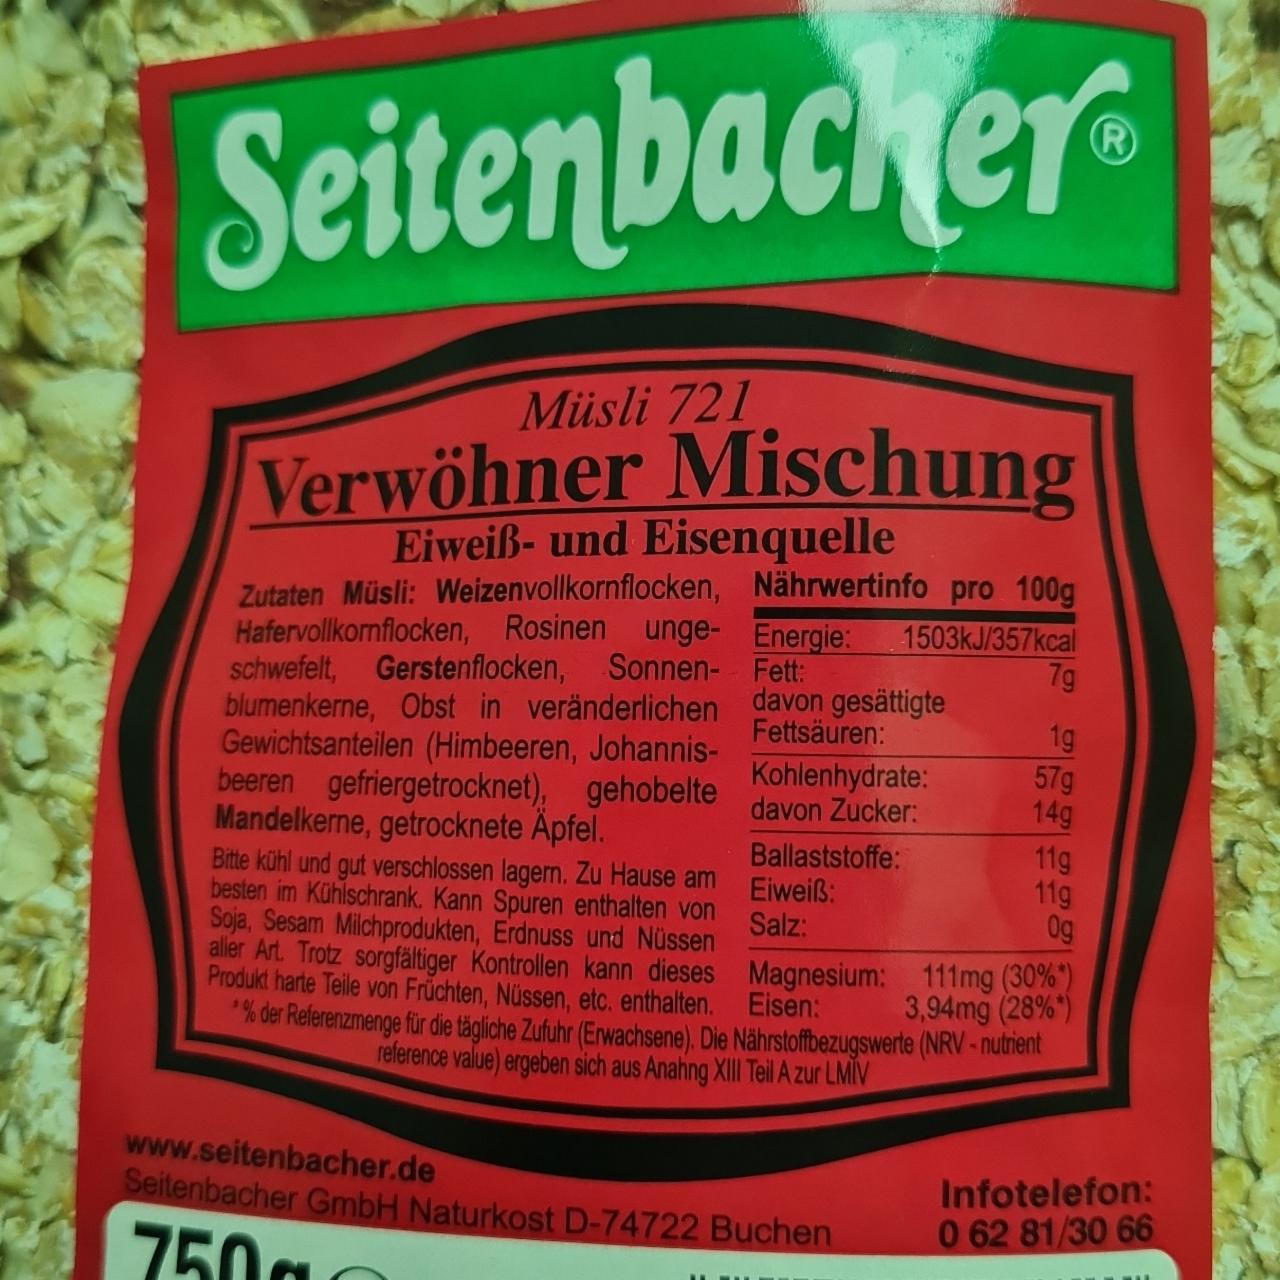 Seitenbacher®
Müsli 721
Verwöhner Mischung
Eiweiß- und Eisenquelle
Zutaten Müsli: Weizenvollkornflocken,
Hafervollkornflocken, Rosinen unge-
schwefelt, Gerstenflocken, Sonnen-
blumenkerne, Obst in veränderlichen
Gewichtsanteilen (Himbeeren, Johannis-
beeren gefriergetrocknet), gehobelte
Mandelkerne, getrocknete Äpfel.
Bitte kühl und gut verschlossen lagern. Zu Hause am
besten im Kühlschrank. Kann Spuren enthalten von
Soja, Sesam Milchprodukten, Erdnuss und Nüssen
aller Art. Trotz sorgfältiger Kontrollen kann dieses
Produkt harte Teile von Früchten, Nüssen, etc. enthalten.
Nährwertinfo pro 100g
Energie: 1503kJ/357kcal
Fett: 7g
davon gesättigte
Fettsäuren: 1g
Kohlenhydrate: 57g
davon Zucker: 14g
Ballaststoffe: 11g
Eiweiß: 11g
Salz: 0g
Magnesium: 111mg (30%*)
Eisen: 3,94mg (28%*)
*% der Referenzmenge für die tägliche Zufuhr (Erwachsene). Die Nährstoffbezugswerte (NRV - nutrient
reference value) ergeben sich aus Anahng XIII Teil A zur LMIV
www.seitenbacher.de
Seitenbacher GmbH Naturkost D-74722 Buchen
Infotelefon:
0 62 81/30 66
750g